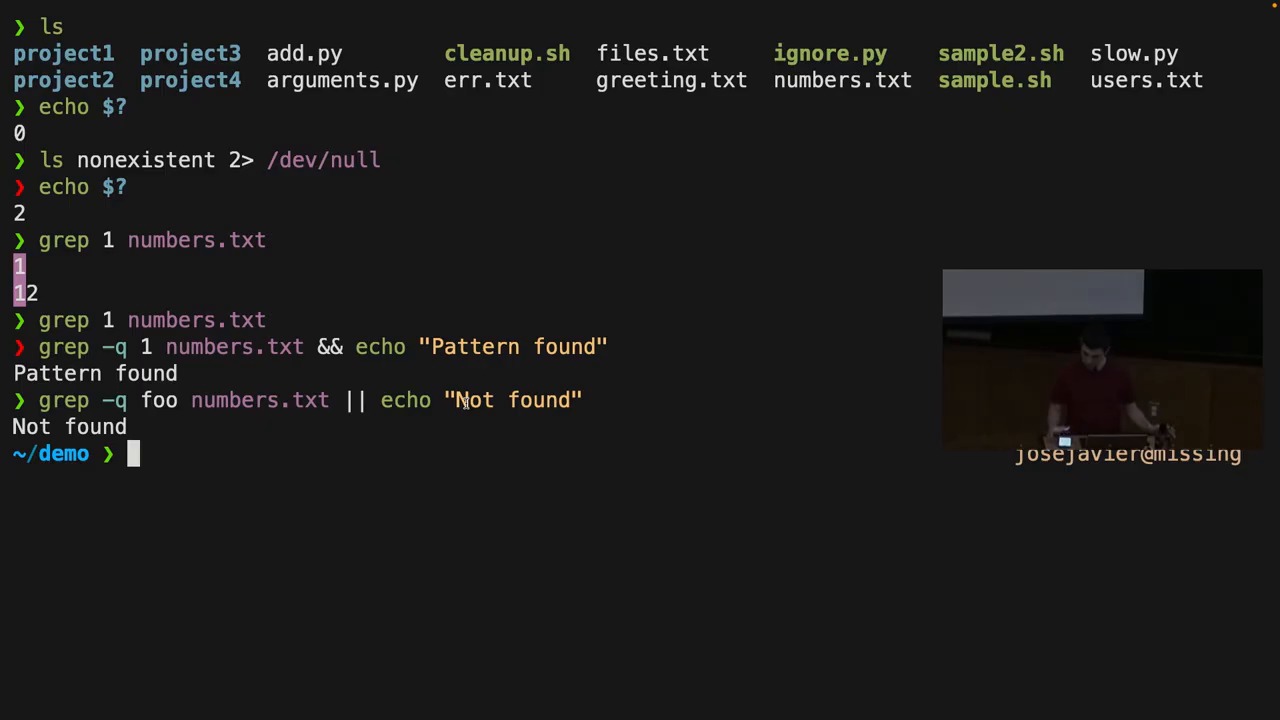 ❯ ls
project1 project3 add.py cleanup.sh files.txt ignore.py sample2.sh slow.py
project2 project4 arguments.py err.txt greeting.txt numbers.txt sample.sh users.txt
❯ echo $?
0
❯ ls nonexistent 2> /dev/null
❯ echo $?
2
❯ grep 1 numbers.txt
1
12
❯ grep 1 numbers.txt
❯ grep -q 1 numbers.txt && echo "Pattern found"
Pattern found
❯ grep -q foo numbers.txt || echo "Not found"
Not found
~/demo ❯ josejavier@missing